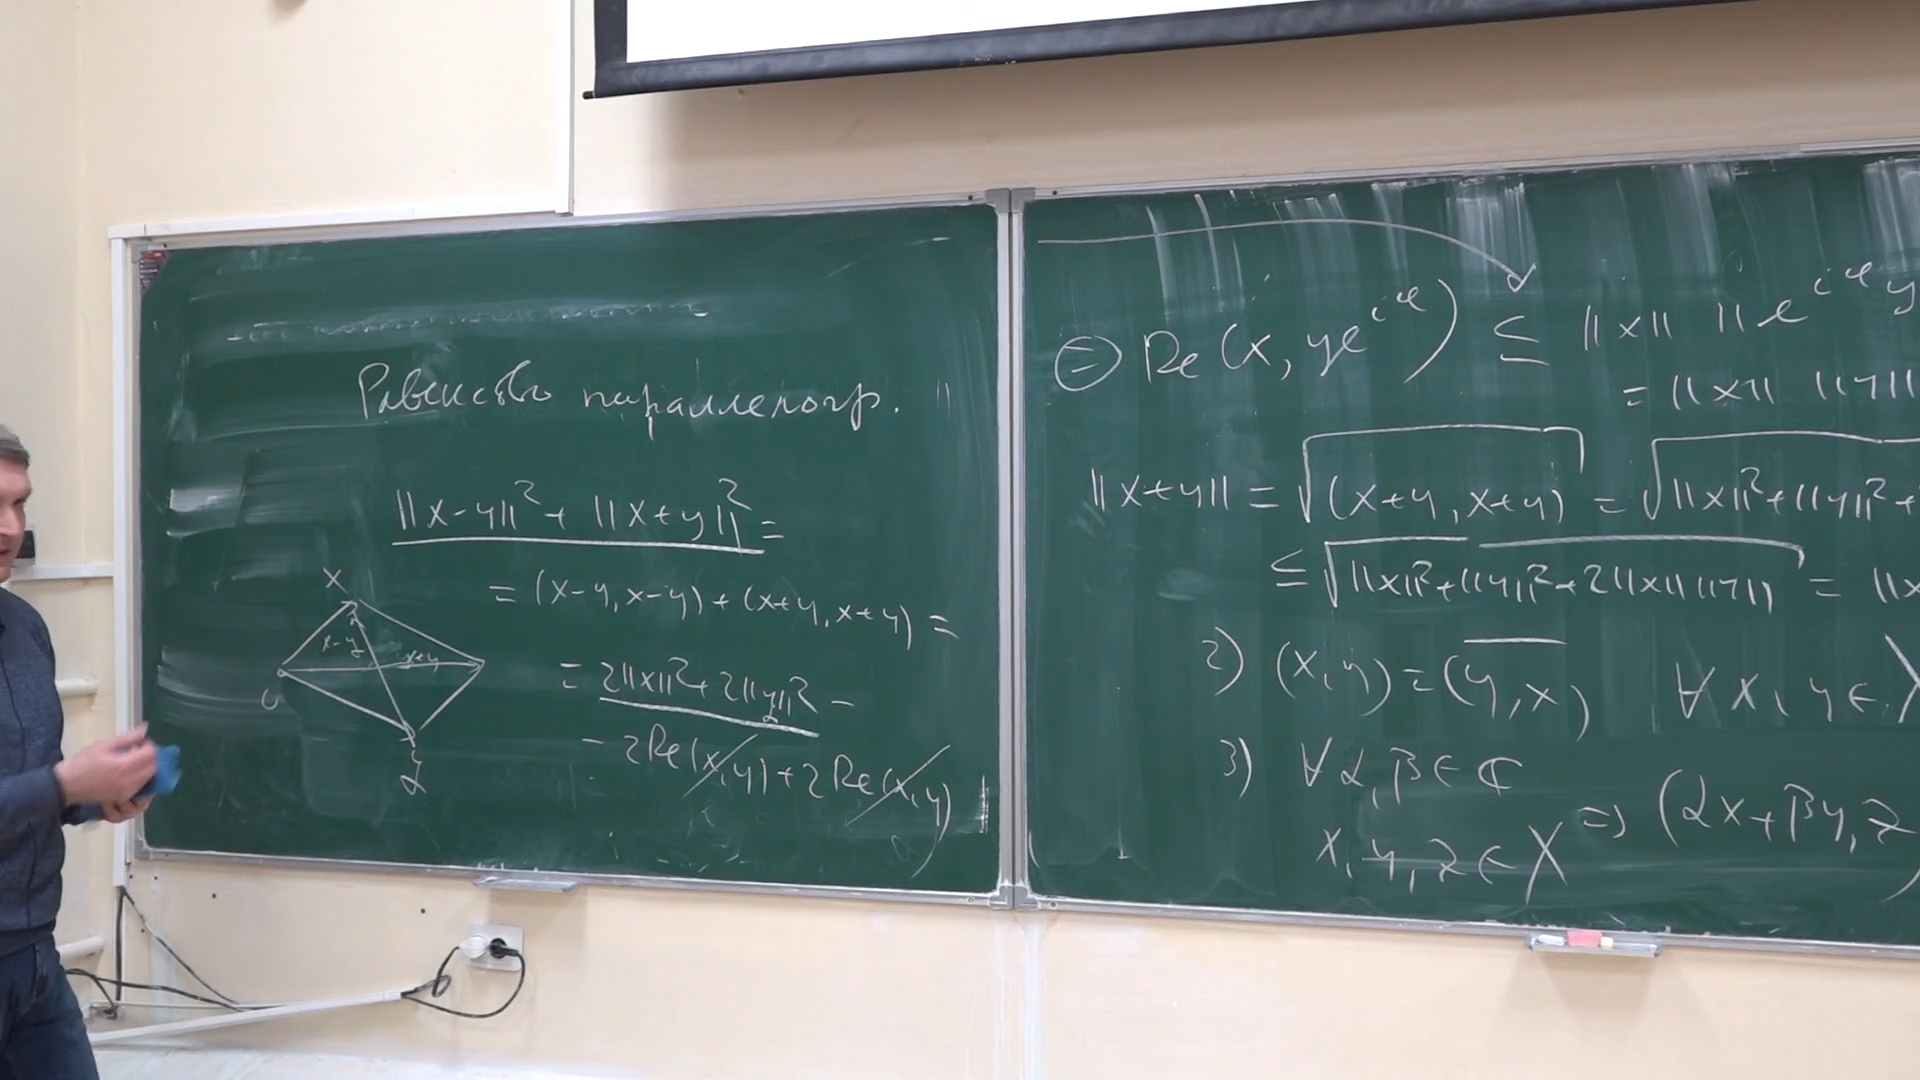 Равенство параллелогр.
||x-y||² + ||x+y||² =
= (x-y, x-y) + (x+y, x+y) =
= 2||x||² + 2||y||² -
- 2Re(x,y) + 2Re(x,y)
x
x-y
x+y
0
y
⊜ Re(x, ye^{iφ}) ≤ ||x|| ||e^{iφ}y
= ||x|| ||y||
||x+y|| = √(x+y, x+y) = √||x||²+||y||²+
≤ √||x||²+||y||²+2||x|| ||y|| = ||x
2) (x,y) = \overline{(y,x)} ∀ x, y ∈ X
3) ∀ α, β ∈ ℂ
x, y, z ∈ X ⇒ (αx+βy, z